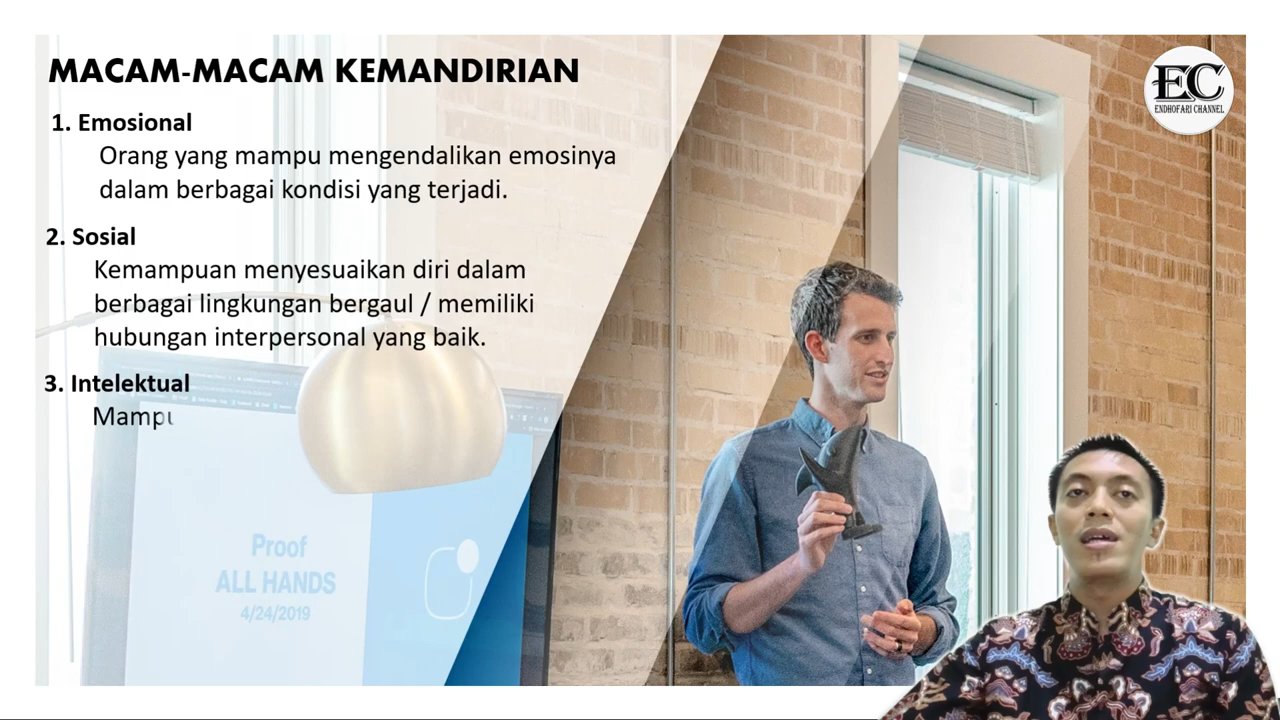 MACAM-MACAM KEMANDIRIAN
1. Emosional
Orang yang mampu mengendalikan emosinya
dalam berbagai kondisi yang terjadi.
2. Sosial
Kemampuan menyesuaikan diri dalam
berbagai lingkungan bergaul / memiliki
hubungan interpersonal yang baik.
3. Intelektual
Mampu
Proof
ALL HANDS
4/24/2019
EC
ENDHOFARI CHANNEL